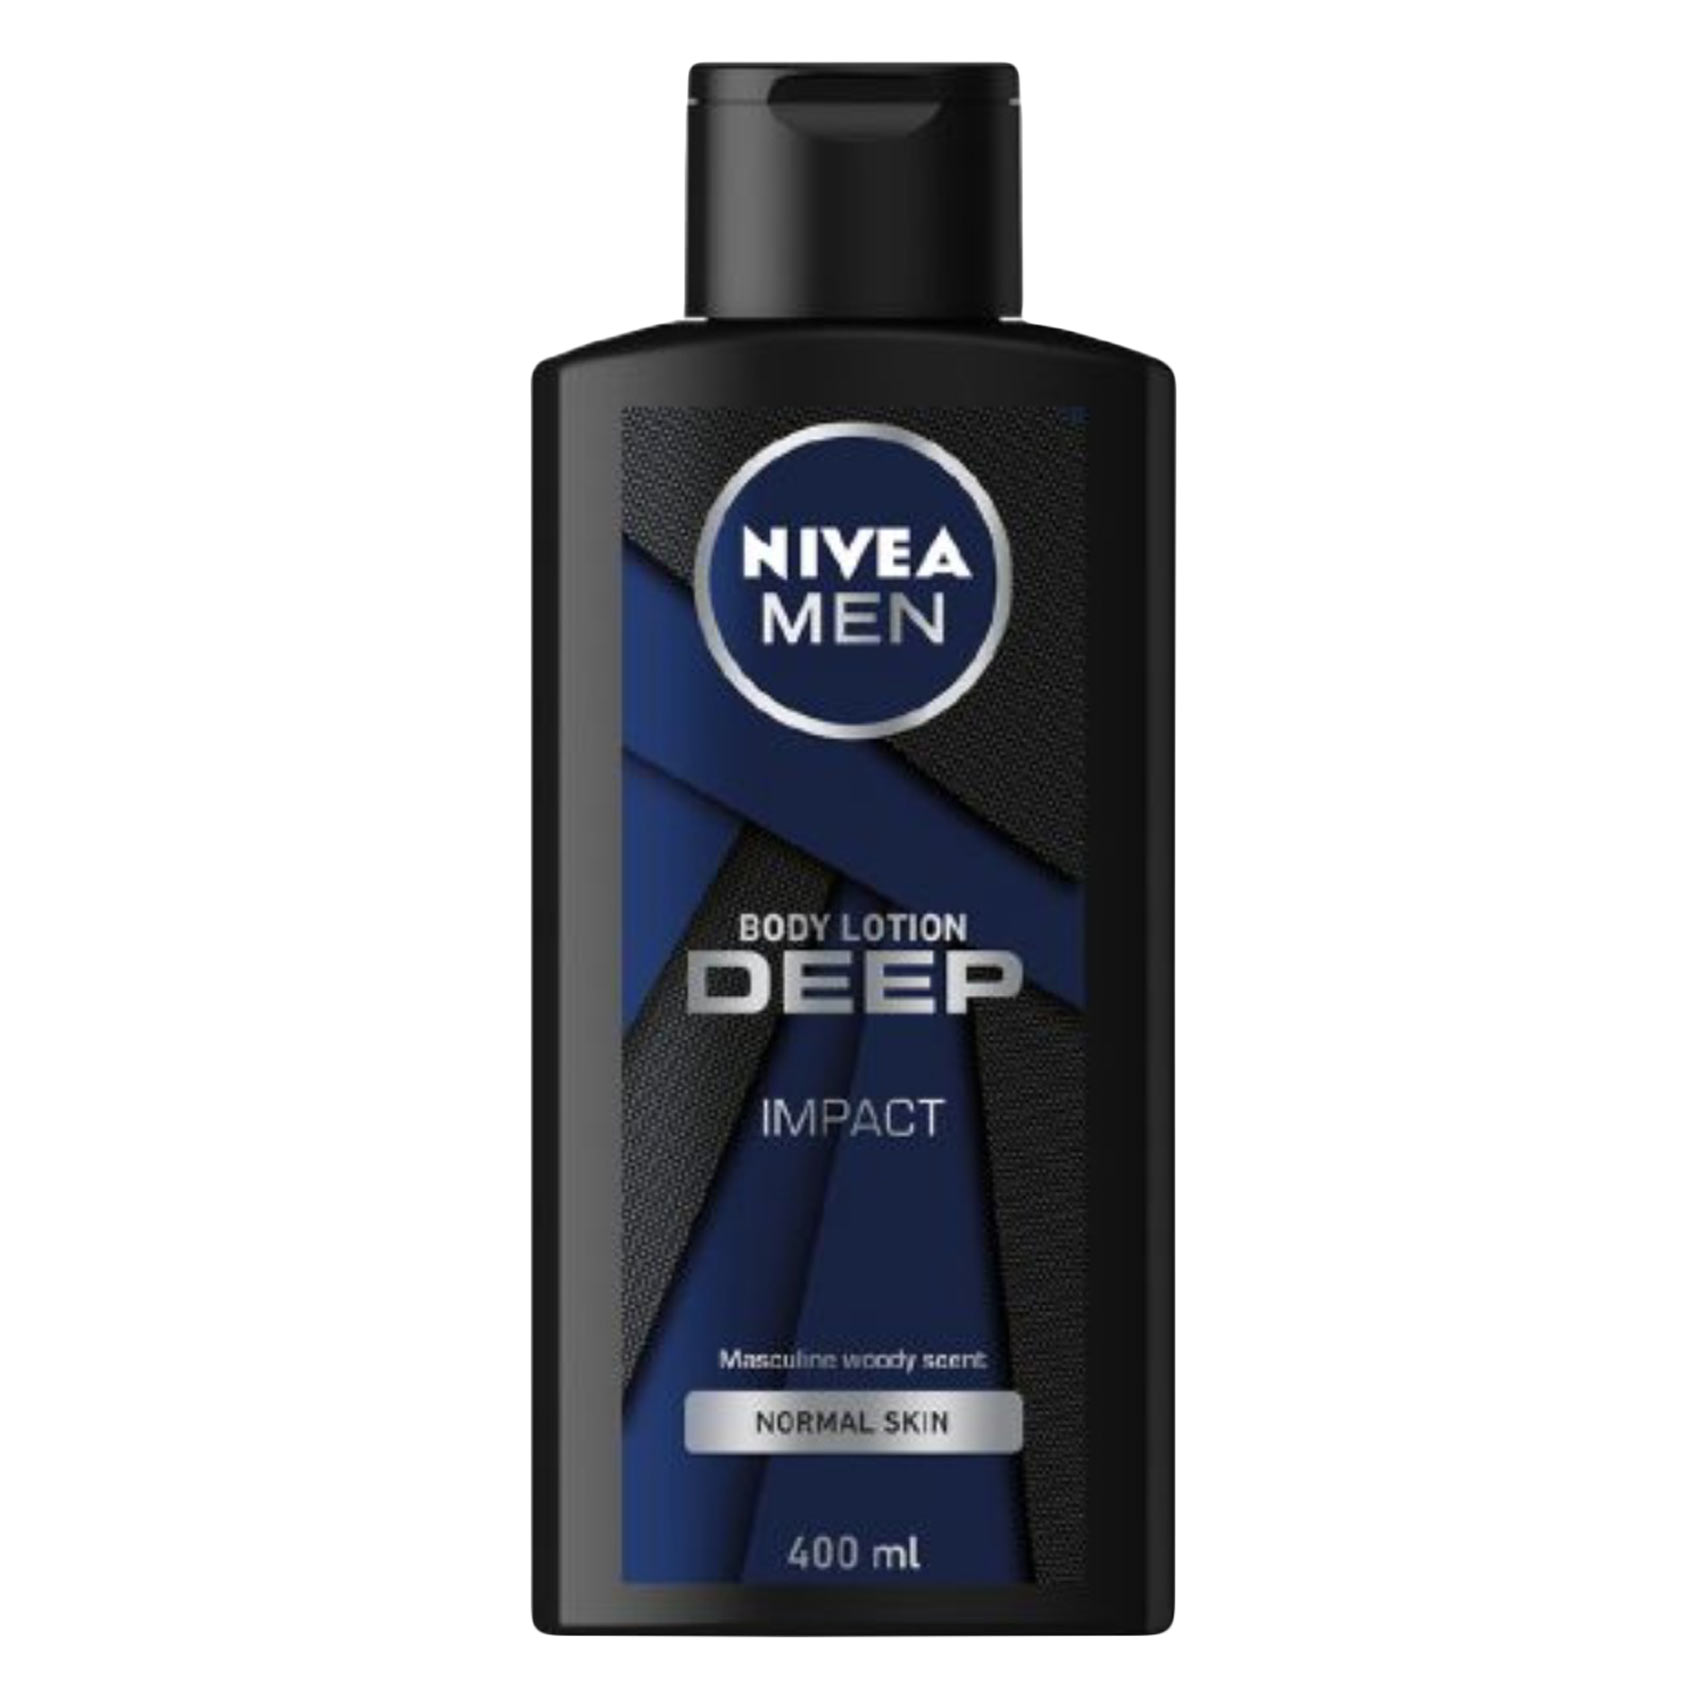 NIVEA
MEN
BODY LOTION
DEEP
IMPACT
Masculine woody scent
NORMAL SKIN
400 ml